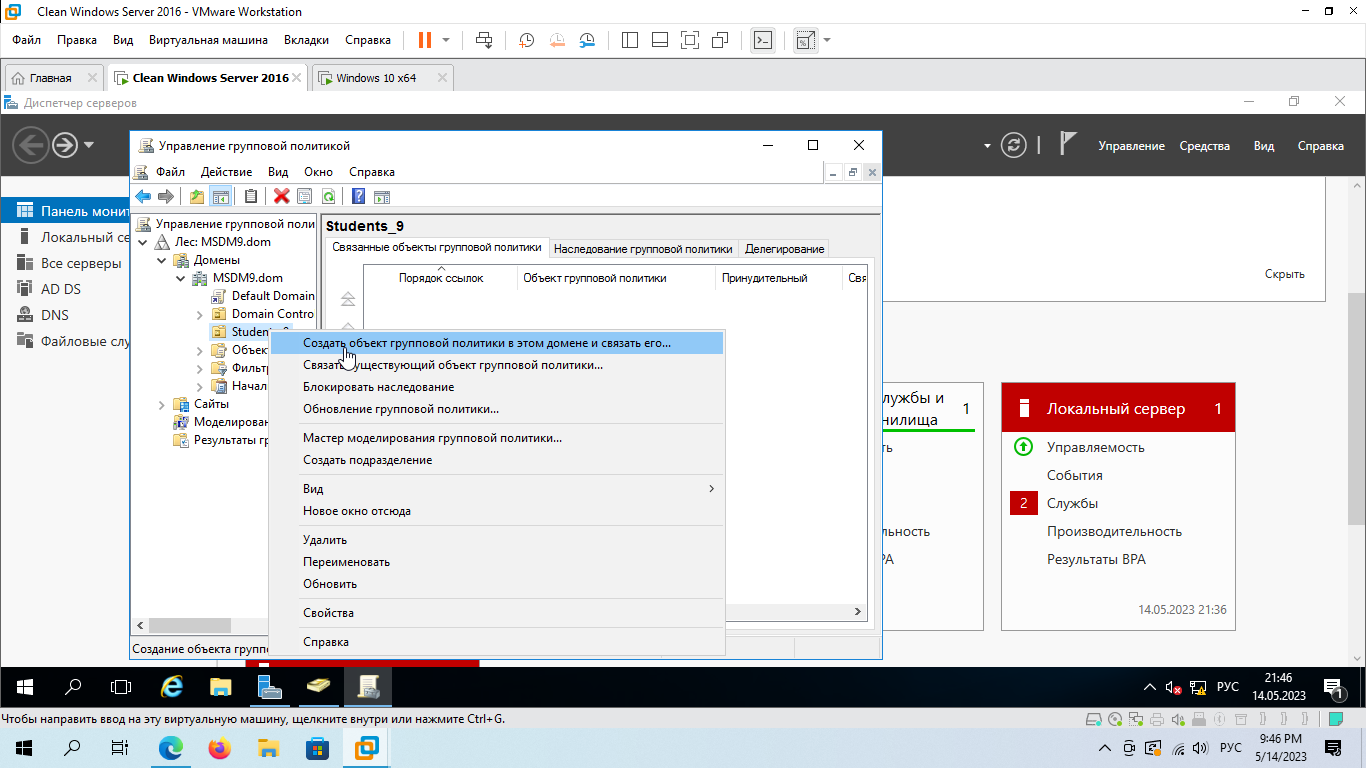 Clean Windows Server 2016 - VMware Workstation
Файл Правка Вид Виртуальная машина Вкладки Справка
Главная Clean Windows Server 2016 Windows 10 x64
Диспетчер серверов
Управление Средства Вид Справка
Панель монит
Локальный се
Все серверы
AD DS
DNS
Файловые слу
Управление групповой политикой
Файл Действие Вид Окно Справка
Управление групповой поли
Лес: MSDM9.dom
Домены
MSDM9.dom
Default Domain
Domain Contro
Students_9
Объек
Фильтр
Начал
Сайты
Моделирован
Результаты гр
Students_9
Связанные объекты групповой политики Наследование групповой политики Делегирование
Порядок ссылок Объект групповой политики Принудительный Свя
Создать объект групповой политики в этом домене и связать его...
Связать существующий объект групповой политики...
Блокировать наследование
Обновление групповой политики...
Мастер моделирования групповой политики...
Создать подразделение
Вид
Новое окно отсюда
Удалить
Переименовать
Обновить
Свойства
Справка
Создание объекта группо
Скрыть
лужбы и 1
нилища
ть
льность
РА
Локальный сервер 1
Управляемость
События
2 Службы
Производительность
Результаты BPA
14.05.2023 21:36
РУС 21:46
14.05.2023 1
Чтобы направить ввод на эту виртуальную машину, щелкните внутри или нажмите Ctrl+G.
РУС 9:46 PM
5/14/2023